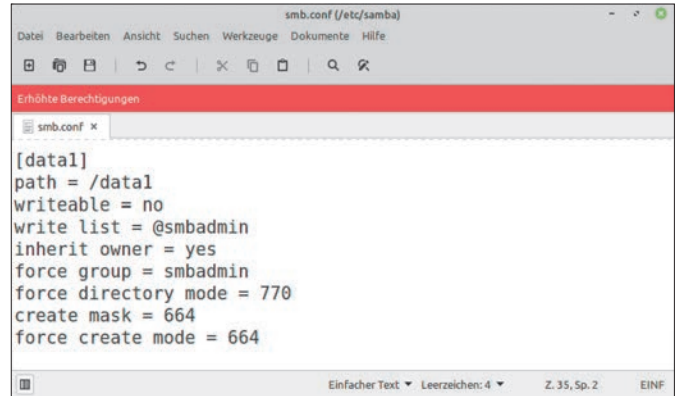 smb.conf (/etc/samba)
Datei Bearbeiten Ansicht Suchen Werkzeuge Dokumente Hilfe
Erhöhte Berechtigungen
smb.conf ×
[data1]
path = /data1
writeable = no
write list = @smbadmin
inherit owner = yes
force group = smbadmin
force directory mode = 770
create mask = 664
force create mode = 664
Einfacher Text ▼ Leerzeichen: 4 ▼ Z. 35, Sp. 2 EINF